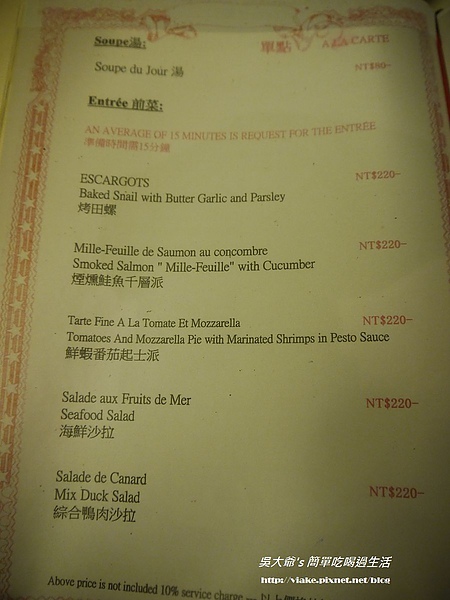 Soupe湯:
單點 A La CARTE
Soupe du Jour 湯 NT$80-
Entrée 前菜:
AN AVERAGE OF 15 MINUTES IS REQUEST FOR THE ENTRÉE
準備時間需15分鐘
ESCARGOTS NT$220-
Baked Snail with Butter Garlic and Parsley
烤田螺
Mille-Feuille de Saumon au concombre NT$220-
Smoked Salmon " Mille-Feuille" with Cucumber
煙燻鮭魚千層派
Tarte Fine A La Tomate Et Mozzarella NT$220-
Tomatoes And Mozzarella Pie with Marinated Shrimps in Pesto Sauce
鮮蝦番茄起士派
Salade aux Fruits de Mer NT$220-
Seafood Salad
海鮮沙拉
Salade de Canard
Mix Duck Salad NT$220-
綜合鴨肉沙拉
吳大爺's 簡單吃喝過生活
http://viake.pixnet.net/blog
Above price is not included 10% service charge